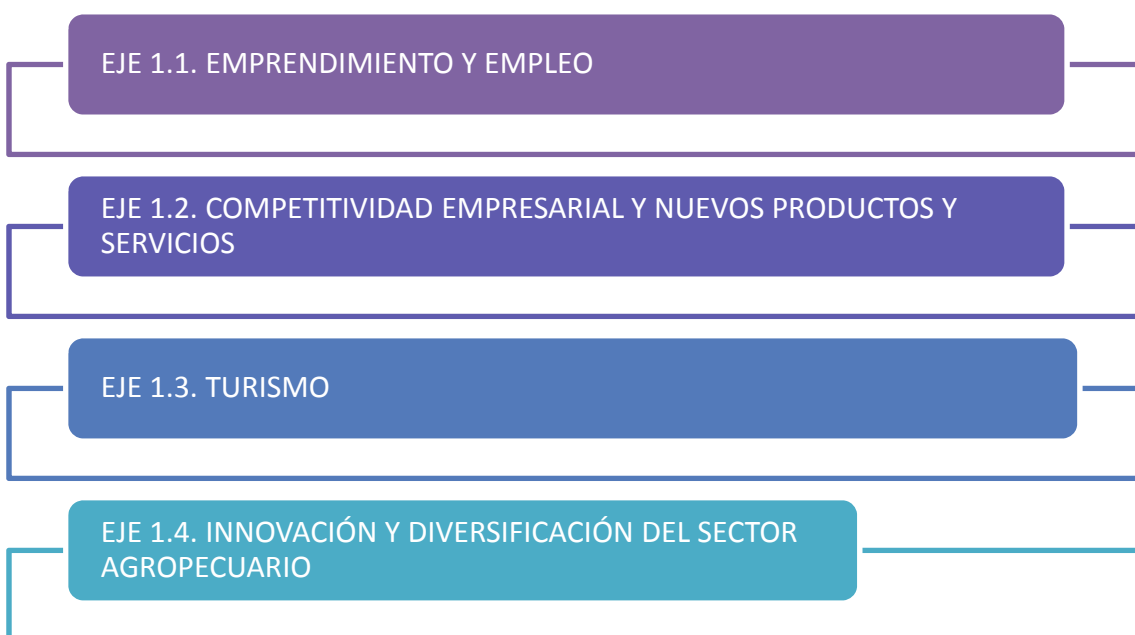 EJE 1.1. EMPRENDIMIENTO Y EMPLEO
EJE 1.2. COMPETITIVIDAD EMPRESARIAL Y NUEVOS PRODUCTOS Y
SERVICIOS
EJE 1.3. TURISMO
EJE 1.4. INNOVACIÓN Y DIVERSIFICACIÓN DEL SECTOR
AGROPECUARIO